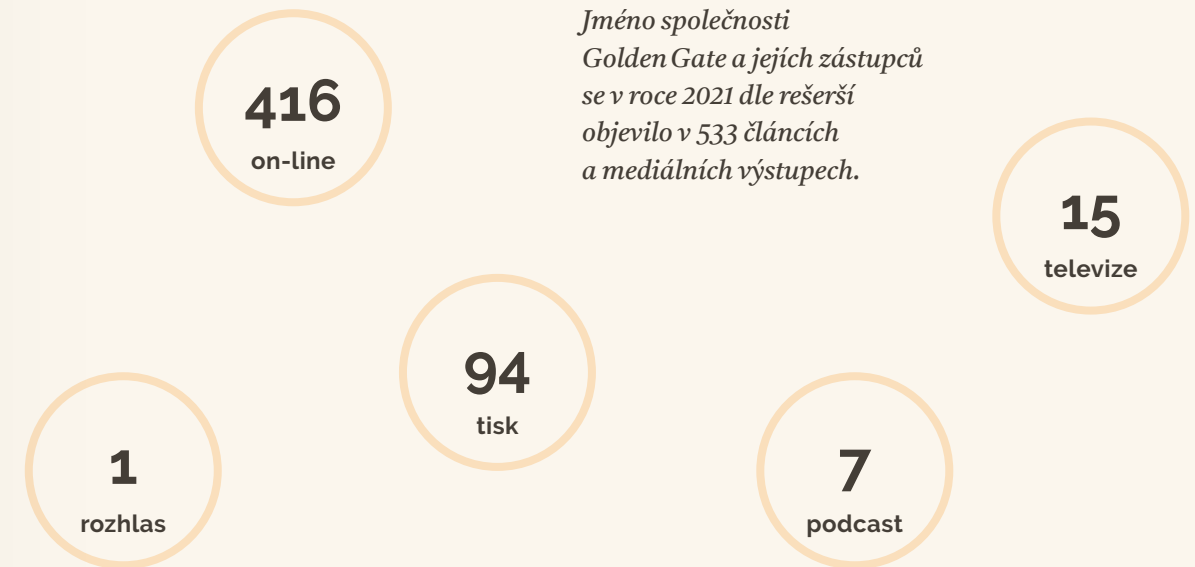 416
on-line
Jméno společnosti
Golden Gate a jejích zástupců
se v roce 2021 dle rešerší
objevilo v 533 článcích
a mediálních výstupech.
15
televize
94
tisk
1
rozhlas
7
podcast